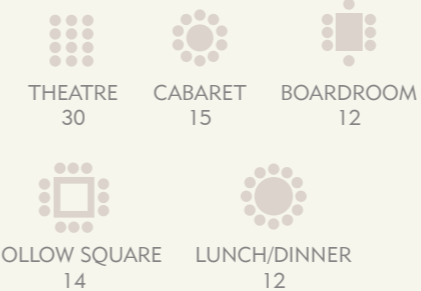 THEATRE
30
CABARET
15
BOARDROOM
12
OLLOW SQUARE
14
LUNCH/DINNER
12